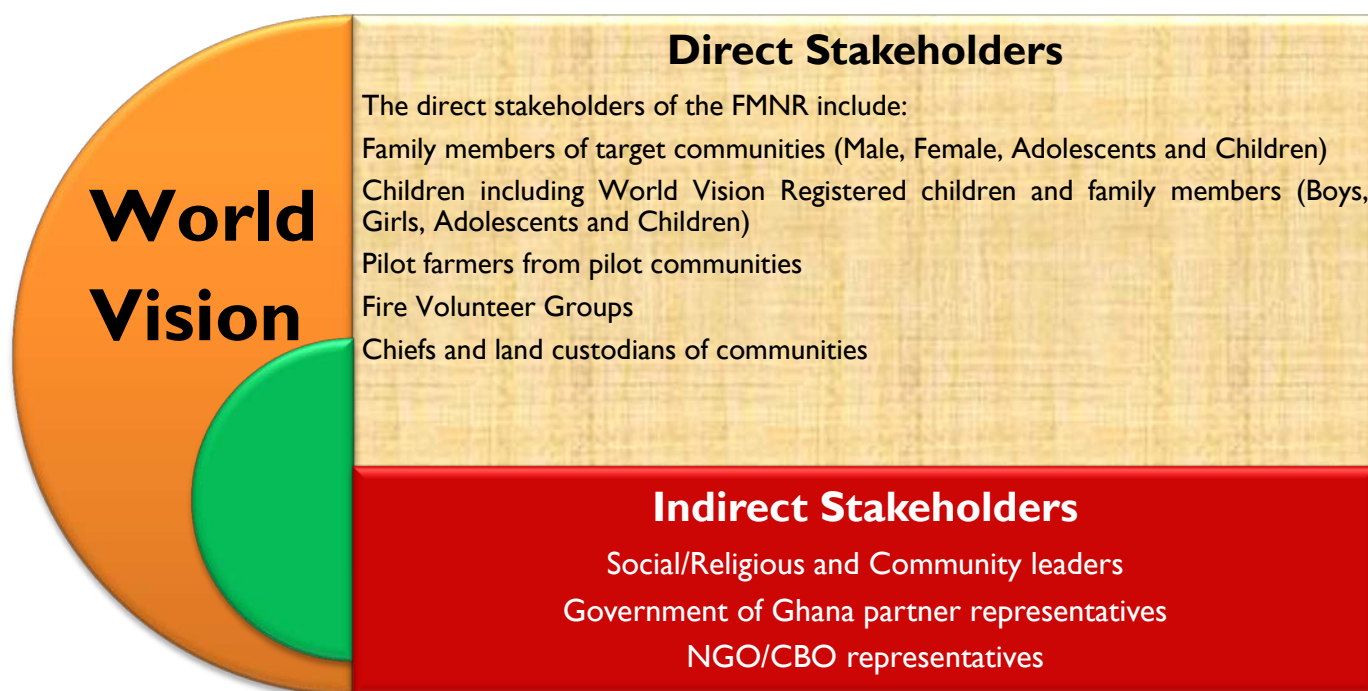 World
Vision
Direct Stakeholders
The direct stakeholders of the FMNR include:
Family members of target communities (Male, Female, Adolescents and Children)
Children including World Vision Registered children and family members (Boys,
Girls, Adolescents and Children)
Pilot farmers from pilot communities
Fire Volunteer Groups
Chiefs and land custodians of communities
Indirect Stakeholders
Social/Religious and Community leaders
Government of Ghana partner representatives
NGO/CBO representatives